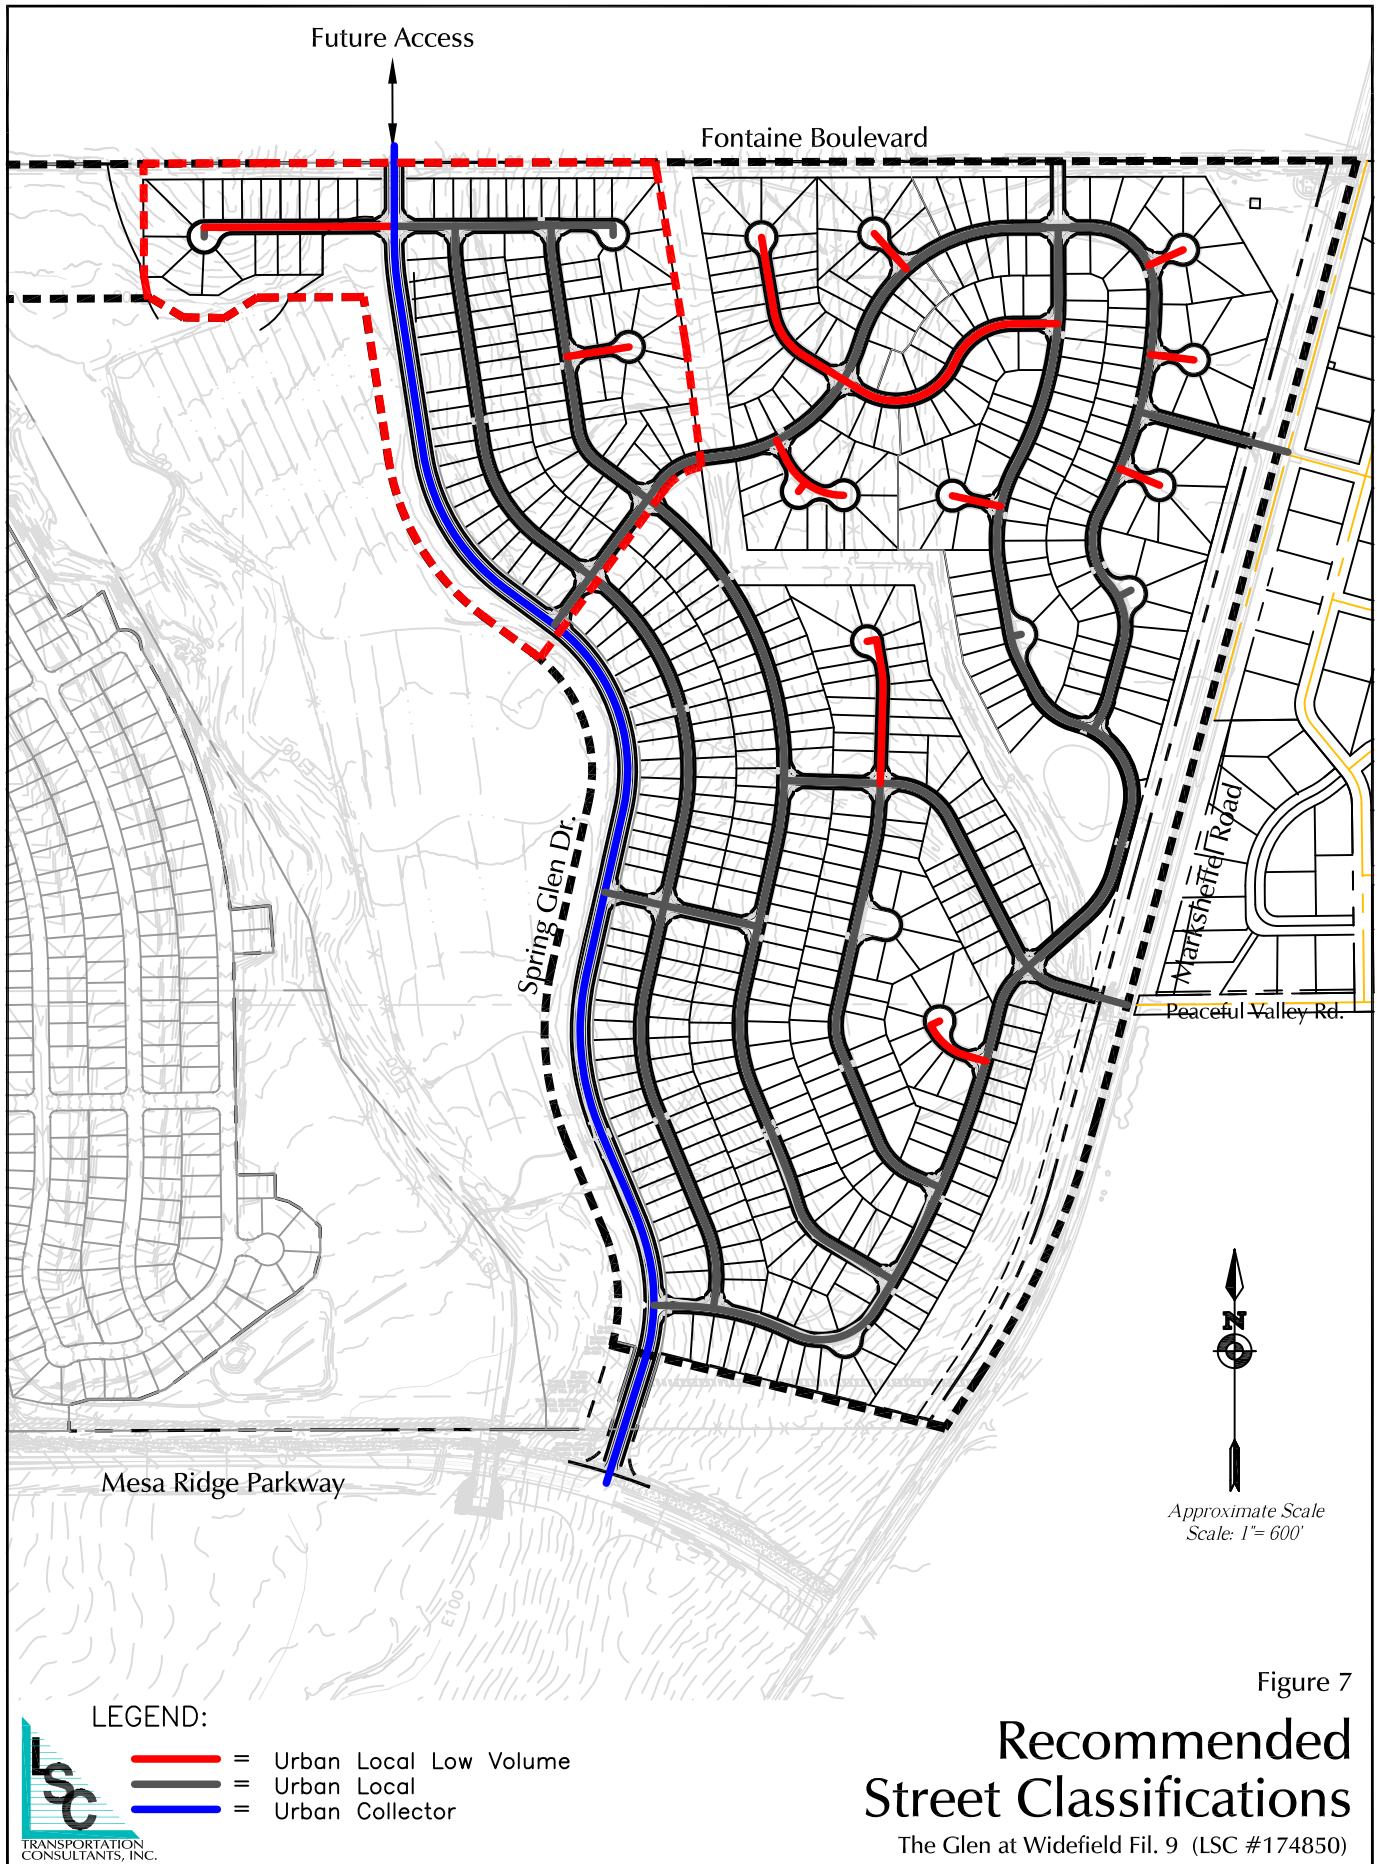 Future Access
Fontaine Boulevard
Spring Glen Dr.
Marksheffel Road
Peaceful Valley Rd.
Mesa Ridge Parkway
N
Approximate Scale
Scale: 1"= 600'
E100
Figure 7
LEGEND:
= Urban Local Low Volume
= Urban Local
= Urban Collector
LSC
TRANSPORTATION
CONSULTANTS, INC.
Recommended
Street Classifications
The Glen at Widefield Fil. 9 (LSC #174850)